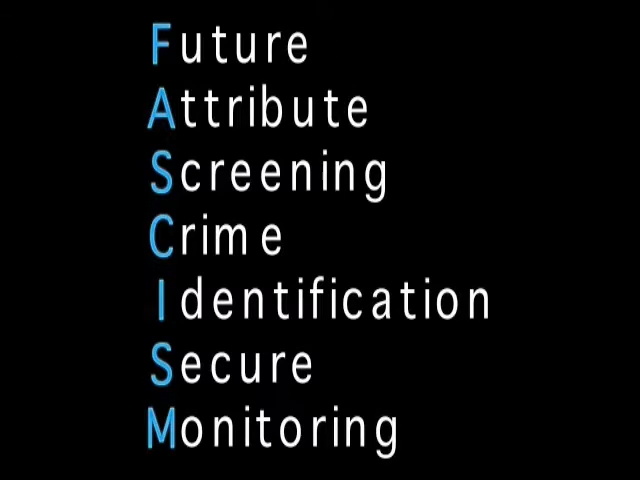 Future
Attribute
Screening
Crime
Identification
Secure
Monitoring